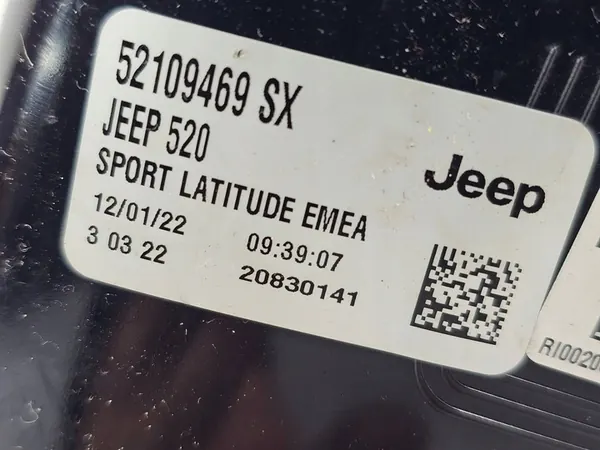 52109469 SX
JEEP 520
SPORT LATITUDE EMEA
Jeep
12/01/22 09:39:07
3 03 22 20830141